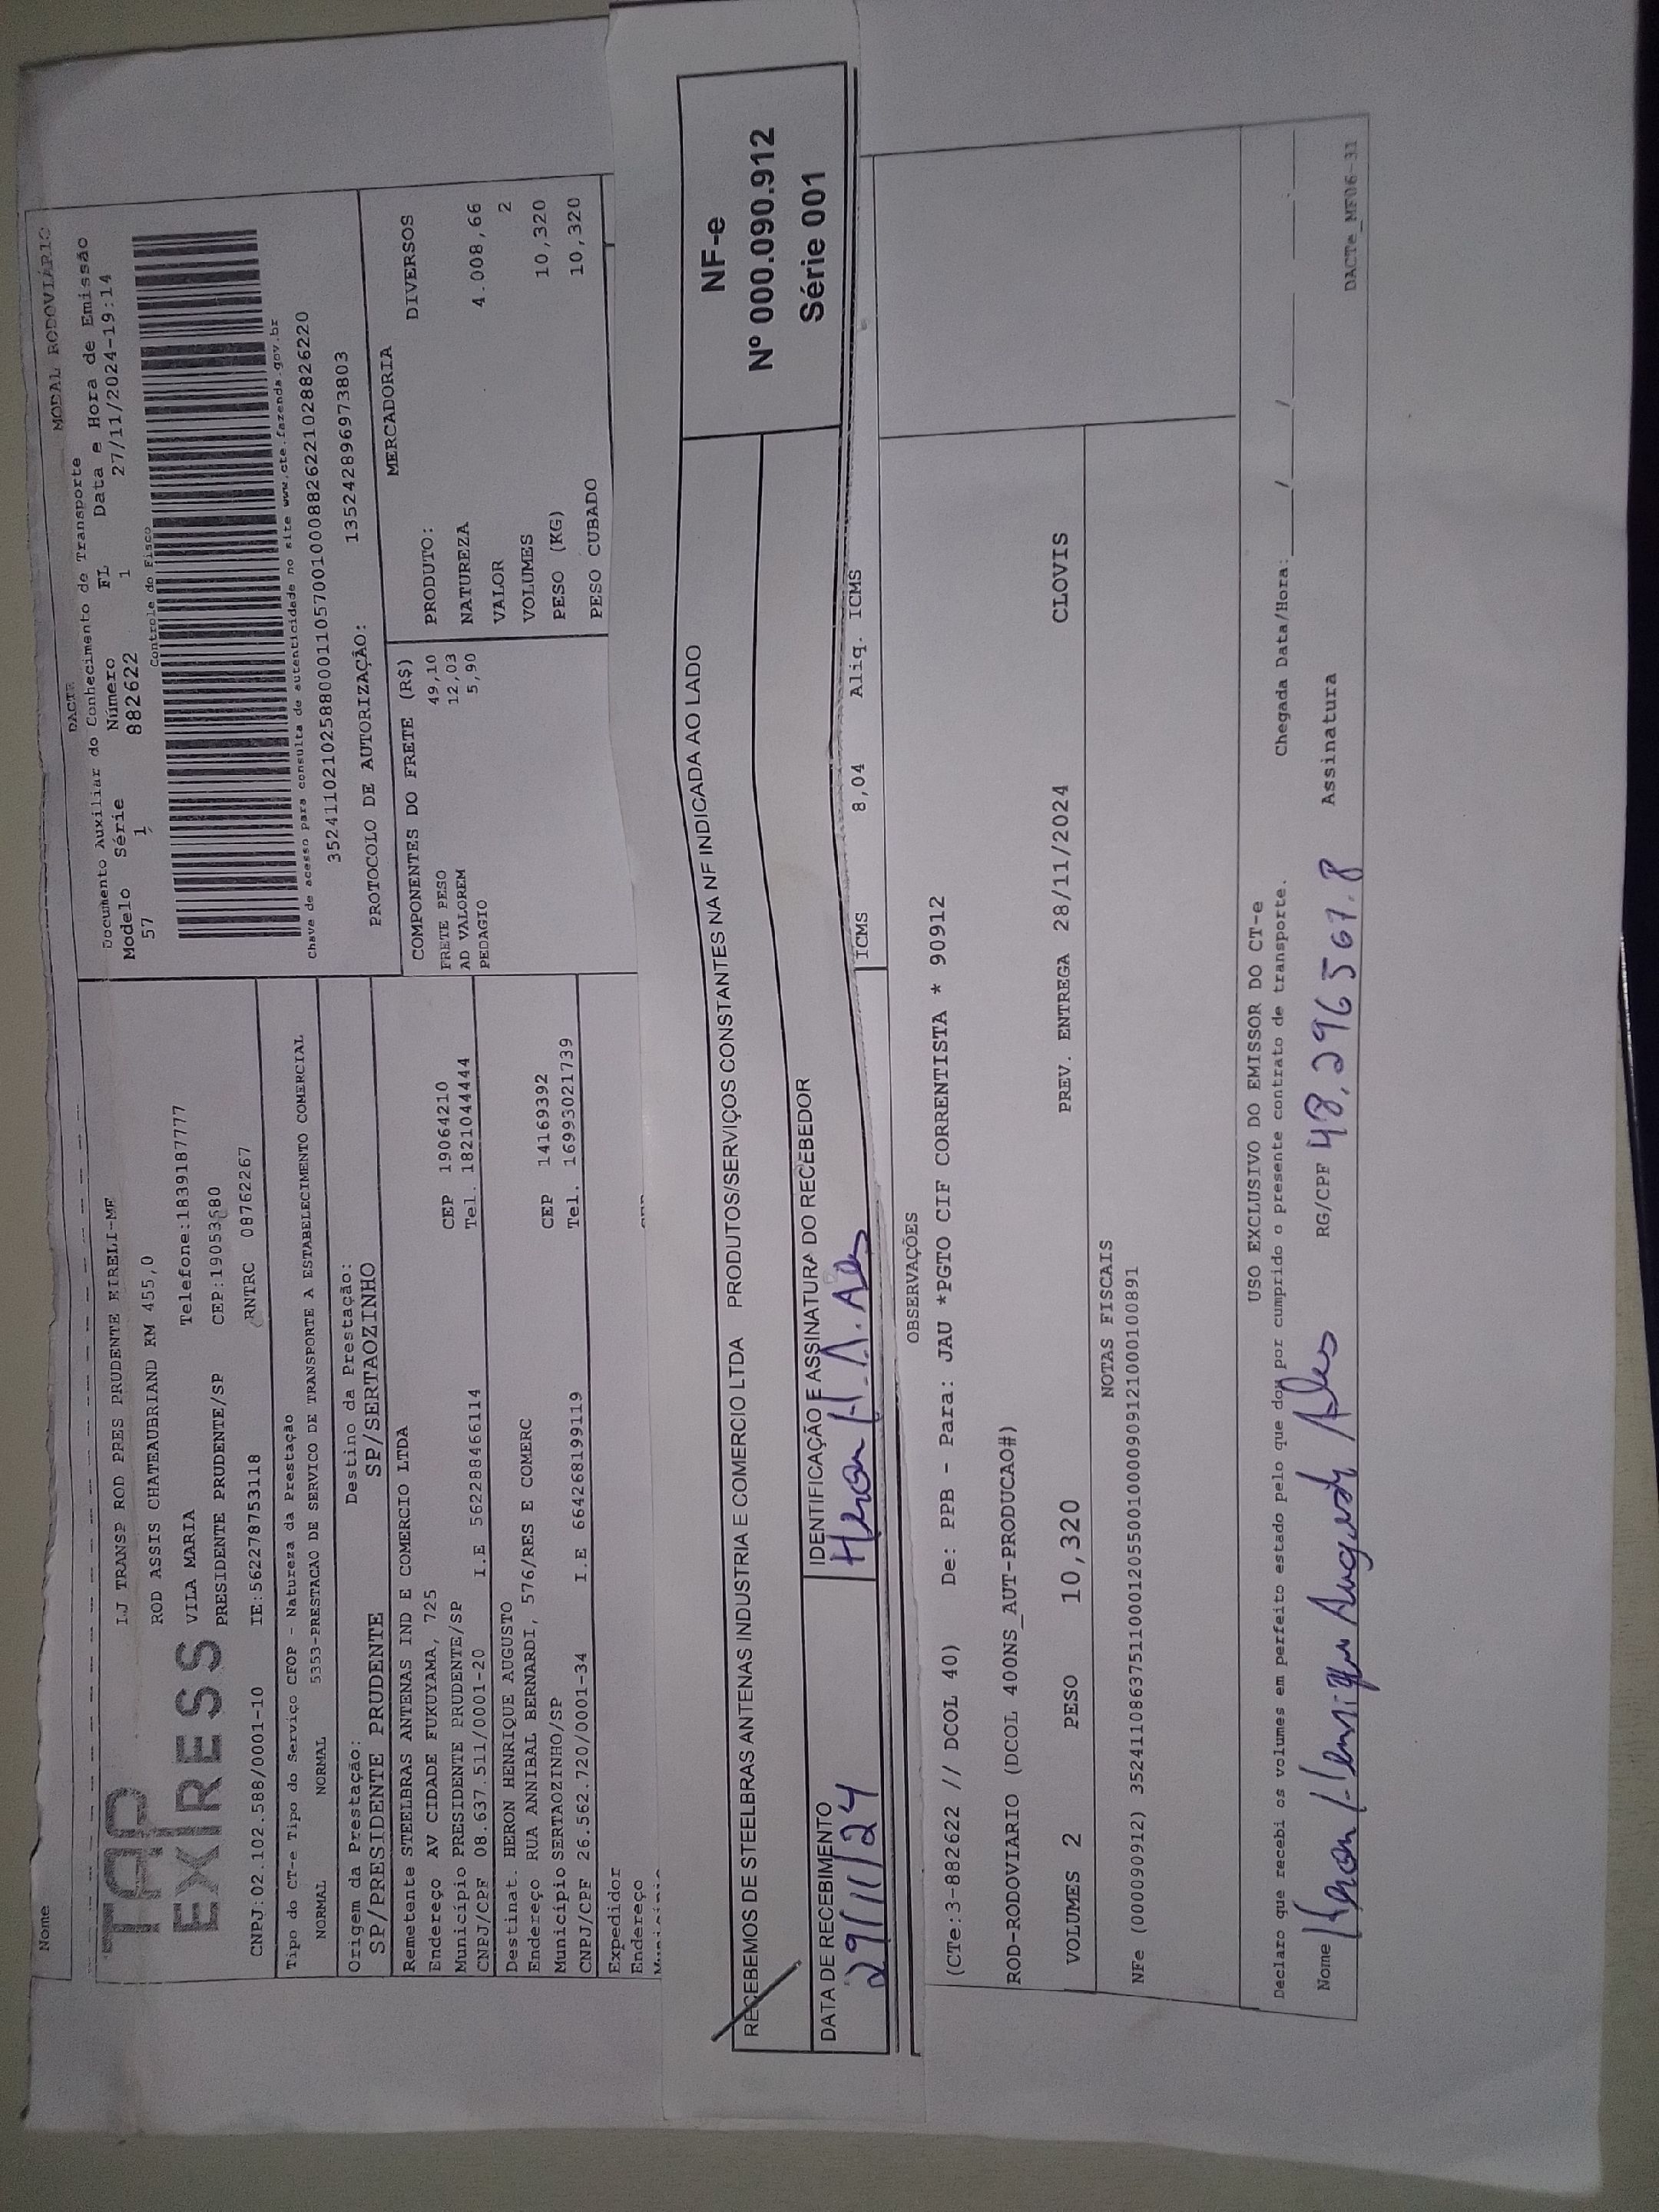 Nome
MODAL RODOVIÁRIO
TAP
EXPRESS
LJ TRANSP ROD PRES PRUDENTE EIRELI-ME
ROD ASSIS CHATEAUBRIAND KM 455,0
VILA MARIA Telefone:1839187777
PRESIDENTE PRUDENTE/SP CEP:19053680
CNPJ:02.102.588/0001-10 IE:562278753118 RNTRC 08762267
DACTE
Documento Auxiliar do Conhecimento de Transporte
Modelo Série Número FL Data e Hora de Emissão
57 1 882622 1 27/11/2024-19:14
Controle do Fisco
Chave de acesso para consulta de autenticidade no site www.cte.fazenda.gov.br
35241102102588000110570010008826221028826220
PROTOCOLO DE AUTORIZAÇÃO: 135242896973803
Tipo do CT-e Tipo do Serviço CFOP - Natureza da Prestação
NORMAL NORMAL 5353-PRESTACAO DE SERVICO DE TRANSPORTE A ESTABELECIMENTO COMERCIAL
Origem da Prestação: Destino da Prestação:
SP/PRESIDENTE PRUDENTE SP/SERTAOZINHO
Remetente STEELBRAS ANTENAS IND E COMERCIO LTDA
Endereço AV CIDADE FUKUYAMA, 725
Município PRESIDENTE PRUDENTE/SP CEP 19064210
CNPJ/CPF 08.637.511/0001-20 I.E 562288466114 Tel. 1821044444
Destinat. HERON HENRIQUE AUGUSTO
Endereço RUA ANNIBAL BERNARDI, 576/RES E COMERC
Município SERTAOZINHO/SP CEP 14169392
CNPJ/CPF 26.562.720/0001-34 I.E 664268199119 Tel. 16993021739
Expedidor
Endereço
COMPONENTES DO FRETE (R$)
FRETE PESO 49,10
AD VALOREM 12,03
PEDAGIO 5,90
MERCADORIA
PRODUTO: DIVERSOS
NATUREZA
VALOR 4.008,66
VOLUMES 2
PESO (KG) 10,320
PESO CUBADO 10,320
RECEBEMOS DE STEELBRAS ANTENAS INDUSTRIA E COMERCIO LTDA PRODUTOS/SERVIÇOS CONSTANTES NA NF INDICADA AO LADO
NF-e
Nº 000.090.912
Série 001
DATA DE RECEBIMENTO IDENTIFICAÇÃO E ASSINATURA DO RECEBEDOR
29/11/24 Heron H. A.
ICMS 8,04 Aliq. ICMS
OBSERVAÇÕES
(CTe:3-882622 // DCOL 40) De: PPB - Para: JAU *PGTO CIF CORRENTISTA * 90912
ROD-RODOVIARIO (DCOL 400NS_AUT-PRODUCAO#)
VOLUMES 2 PESO 10,320 PREV. ENTREGA 28/11/2024 CLOVIS
NOTAS FISCAIS
NFe (000090912) 35241108637511000120550010000909121000100891
USO EXCLUSIVO DO EMISSOR DO CT-e
Declaro que recebi os volumes em perfeito estado pelo que dou por cumprido o presente contrato de transporte. Chegada Data/Hora: / /
Nome Heron Henrique Augusto RG/CPF 48.296567.8 Assinatura
DACTe_MF06-31